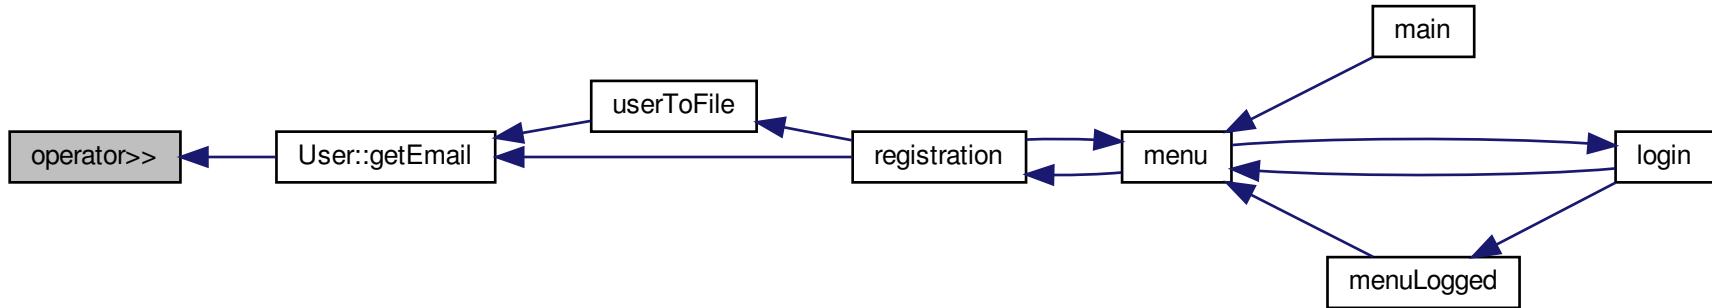 main
userToFile
operator>>
User::getEmail
registration
menu
login
menuLogged